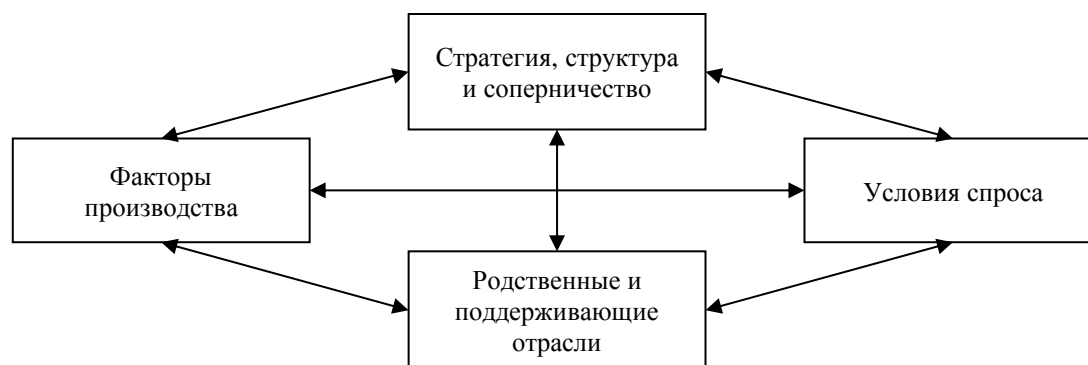 Стратегия, структура
и соперничество
Факторы
производства
Условия спроса
Родственные и
поддерживающие
отрасли